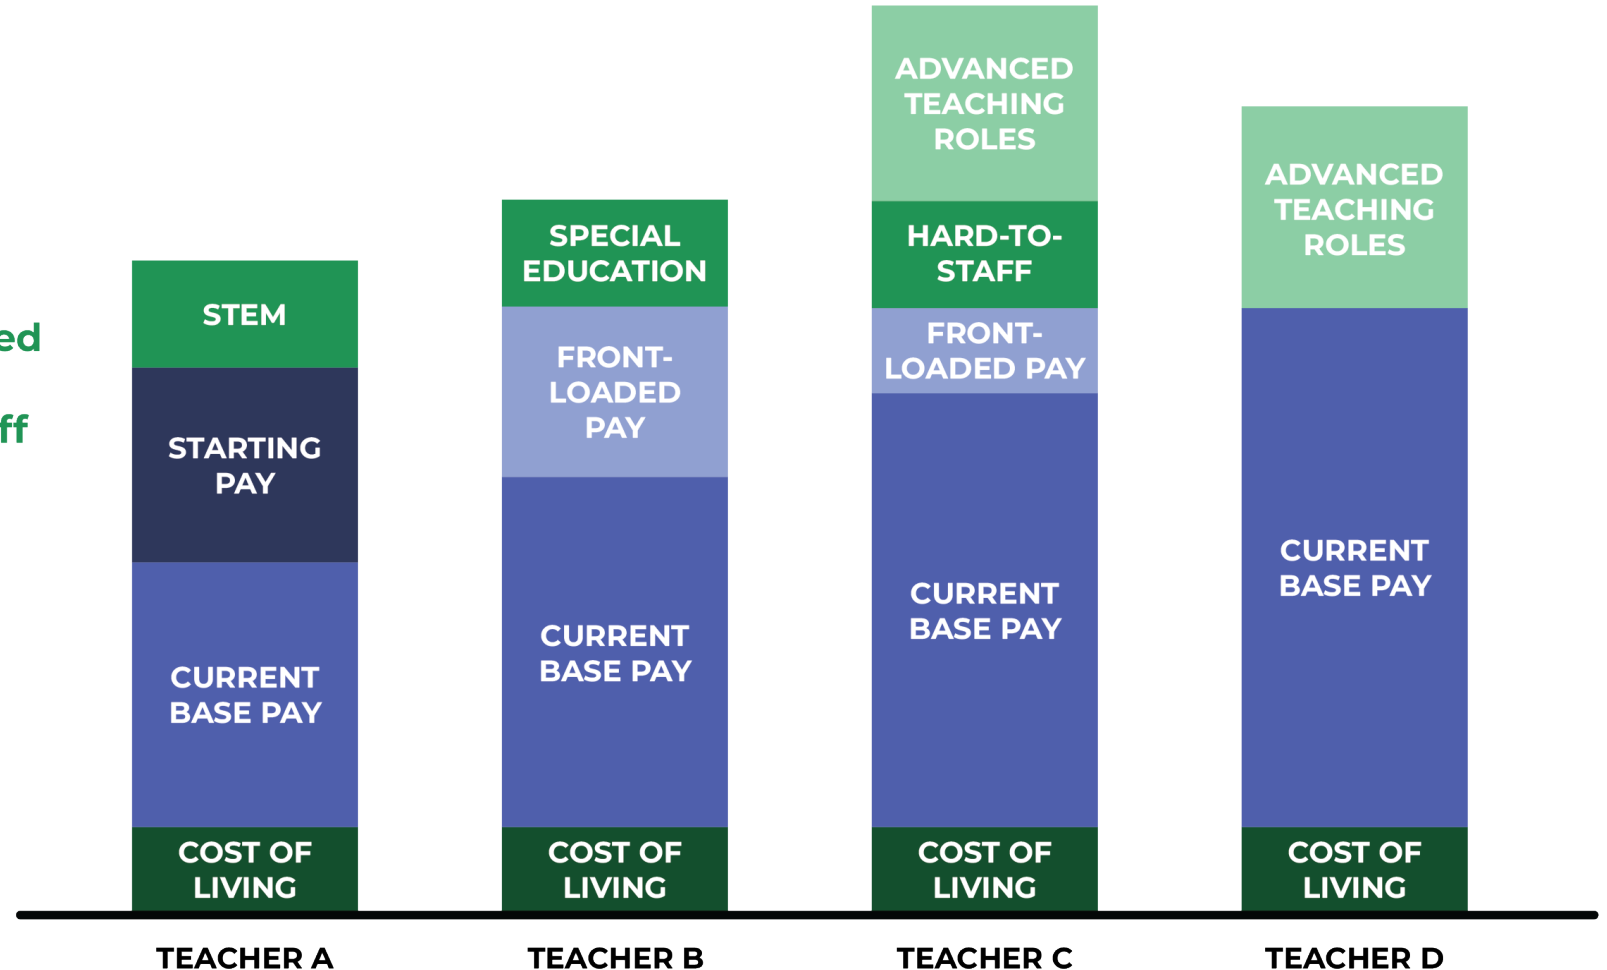 ed
ff
STEM
STARTING
PAY
CURRENT
BASE PAY
COST OF
LIVING
SPECIAL
EDUCATION
FRONT-
LOADED
PAY
CURRENT
BASE PAY
COST OF
LIVING
ADVANCED
TEACHING
ROLES
HARD-TO-
STAFF
FRONT-
LOADED PAY
CURRENT
BASE PAY
COST OF
LIVING
ADVANCED
TEACHING
ROLES
CURRENT
BASE PAY
COST OF
LIVING
TEACHER A
TEACHER B
TEACHER C
TEACHER D